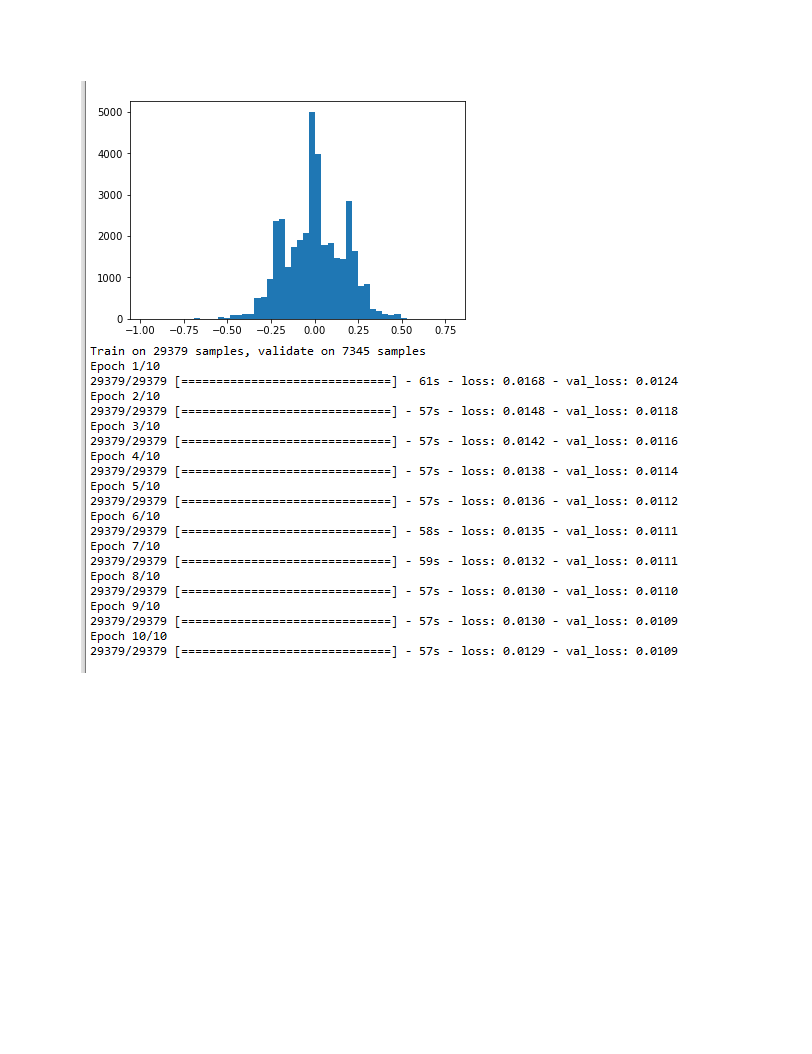 5000
4000
3000
2000
1000
0
−1.00 −0.75 −0.50 −0.25 0.00 0.25 0.50 0.75
Train on 29379 samples, validate on 7345 samples
Epoch 1/10
29379/29379 [==============================] - 61s - loss: 0.0168 - val_loss: 0.0124
Epoch 2/10
29379/29379 [==============================] - 57s - loss: 0.0148 - val_loss: 0.0118
Epoch 3/10
29379/29379 [==============================] - 57s - loss: 0.0142 - val_loss: 0.0116
Epoch 4/10
29379/29379 [==============================] - 57s - loss: 0.0138 - val_loss: 0.0114
Epoch 5/10
29379/29379 [==============================] - 57s - loss: 0.0136 - val_loss: 0.0112
Epoch 6/10
29379/29379 [==============================] - 58s - loss: 0.0135 - val_loss: 0.0111
Epoch 7/10
29379/29379 [==============================] - 59s - loss: 0.0132 - val_loss: 0.0111
Epoch 8/10
29379/29379 [==============================] - 57s - loss: 0.0130 - val_loss: 0.0110
Epoch 9/10
29379/29379 [==============================] - 57s - loss: 0.0130 - val_loss: 0.0109
Epoch 10/10
29379/29379 [==============================] - 57s - loss: 0.0129 - val_loss: 0.0109